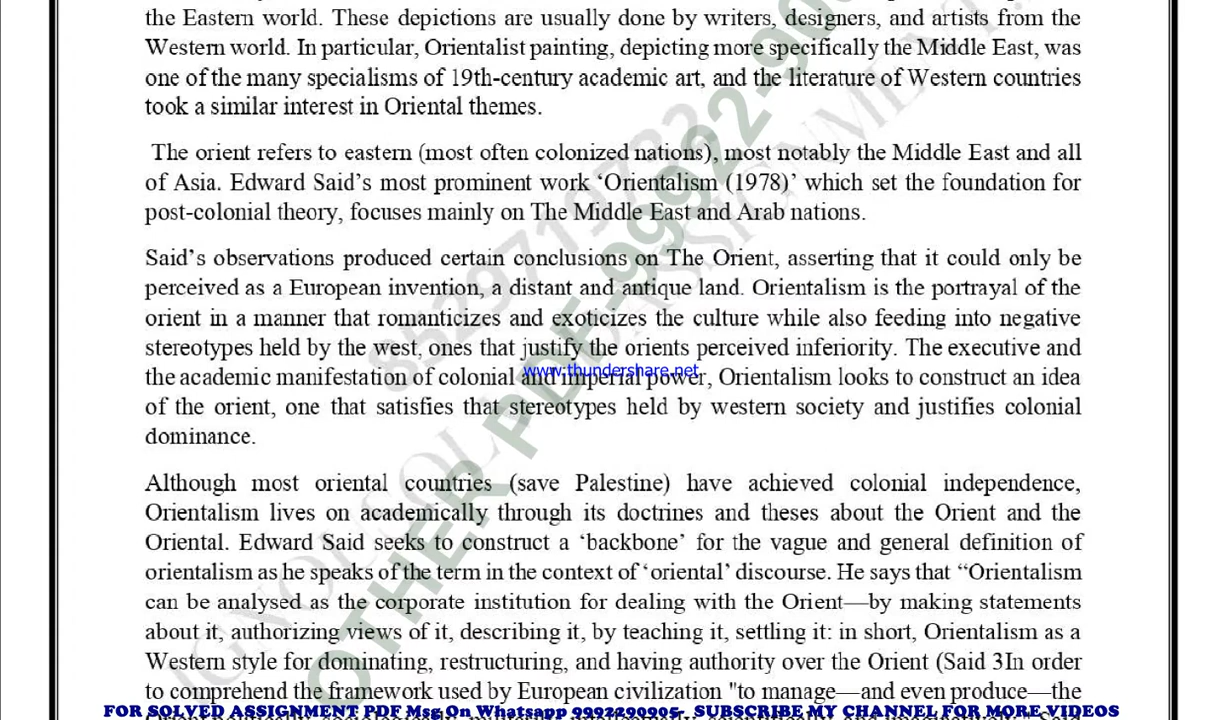 the Eastern world. These depictions are usually done by writers, designers, and artists from the
Western world. In particular, Orientalist painting, depicting more specifically the Middle East, was
one of the many specialisms of 19th-century academic art, and the literature of Western countries
took a similar interest in Oriental themes.
The orient refers to eastern (most often colonized nations), most notably the Middle East and all
of Asia. Edward Said’s most prominent work ‘Orientalism (1978)’ which set the foundation for
post-colonial theory, focuses mainly on The Middle East and Arab nations.
Said’s observations produced certain conclusions on The Orient, asserting that it could only be
perceived as a European invention, a distant and antique land. Orientalism is the portrayal of the
orient in a manner that romanticizes and exoticizes the culture while also feeding into negative
stereotypes held by the west, ones that justify the orients perceived inferiority. The executive and
the academic manifestation of colonial and imperial power, Orientalism looks to construct an idea
www.thundershare.net
of the orient, one that satisfies that stereotypes held by western society and justifies colonial
dominance.
Although most oriental countries (save Palestine) have achieved colonial independence,
Orientalism lives on academically through its doctrines and theses about the Orient and the
Oriental. Edward Said seeks to construct a ‘backbone’ for the vague and general definition of
orientalism as he speaks of the term in the context of ‘oriental’ discourse. He says that “Orientalism
can be analysed as the corporate institution for dealing with the Orient—by making statements
about it, authorizing views of it, describing it, by teaching it, settling it: in short, Orientalism as a
Western style for dominating, restructuring, and having authority over the Orient (Said 3In order
to comprehend the framework used by European civilization "to manage—and even produce—the
FOR SOLVED ASSIGNMENT PDF Msg On Whatsapp 9992290905- SUBSCRIBE MY CHANNEL FOR MORE VIDEOS
OTHER PDF-99922-90
8529719722